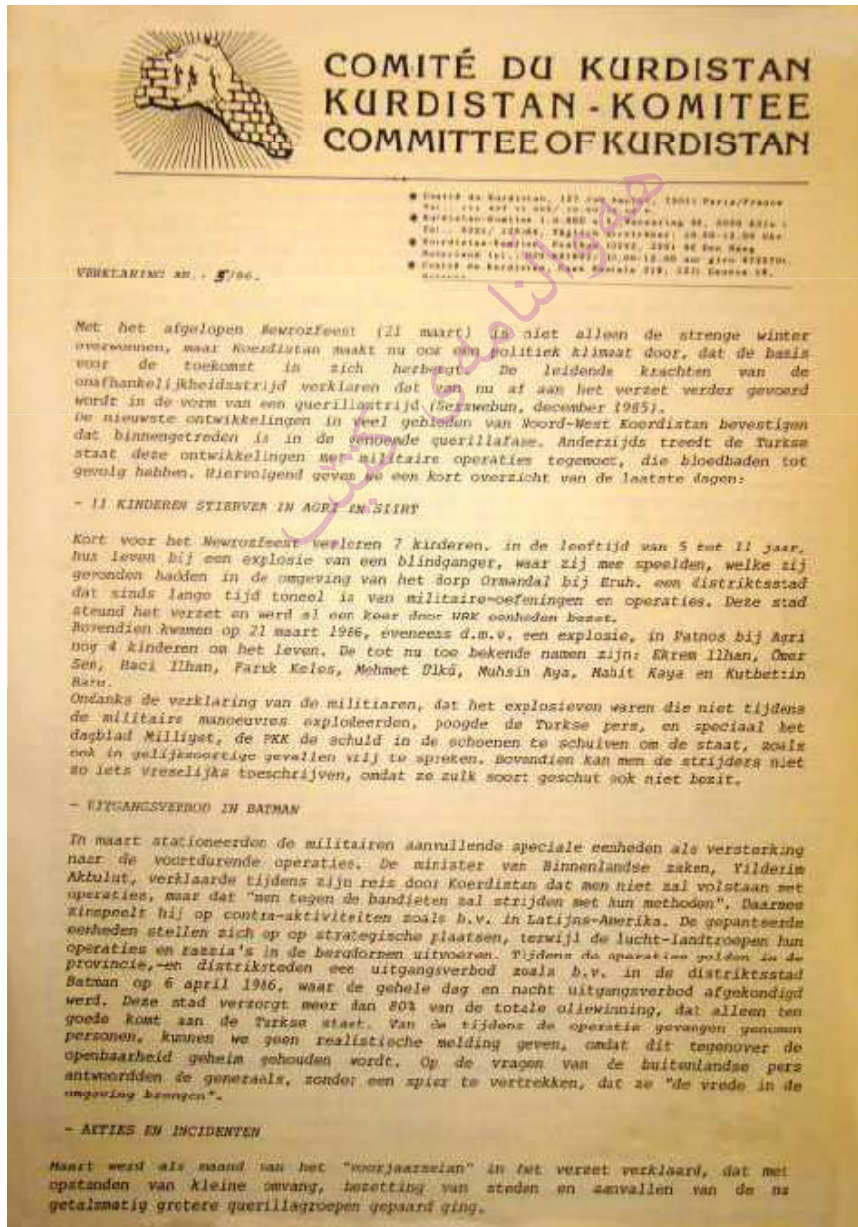 COMITÉ DU KURDISTAN
KURDISTAN - KOMITEE
COMMITTEE OF KURDISTAN
VERKLARING NR. : 5/86.
Met het afgelopen Newrozfeest (21 maart) is niet alleen de strenge winter
overwonnen, maar Koerdistan maakt nu ook een politiek klimaat door, dat de basis
voor de toekomst in zich herbergt. De leidende krachten van de
onafhankelijkheidsstrijd verklaren dat van nu af aan het verzet verder gevoerd
wordt in de vorm van een guerillastrijd (Serxwebun, december 1985).
De nieuwste ontwikkelingen in veel gebieden van Noord-West Koerdistan bevestigen
dat binnengetreden is in de genoemde guerillafase. Anderzijds treedt de Turkse
staat deze ontwikkelingen met militaire operaties tegemoet, die bloedbaden tot
gevolg hebben. Hiervolgend geven we een kort overzicht van de laatste dagen:
- 11 KINDEREN STIERVEN IN AGRI EN SIIRT
Kort voor het Newrozfeest verloren 7 kinderen, in de leeftijd van 5 tot 11 jaar,
hun leven bij een explosie van een blindganger, waar zij mee speelden, welke zij
gevonden hadden in de omgeving van het dorp Ormandal bij Eruh, een distriktsstad
dat sinds lange tijd toneel is van militaire-oefeningen en operaties. Deze stad
steund het verzet en werd al een keer door HRK eenheden bezet.
Bovendien kwamen op 21 maart 1986, eveneens d.m.v. een explosie, in Patnos bij Agri
nog 4 kinderen om het leven. De tot nu toe bekende namen zijn: Ekrem Ilhan, Ömer
Sen, Haci Ilhan, Faruk Keles, Mehmet Ülkü, Muhsin Aya, Mahit Kaya en Kutbettin
Ondanks de verklaring van de militairen, dat het explosieven waren die niet tijdens
de militaire manoeuvres explodeerden, poogde de Turkse pers, en speciaal het
dagblad Milliyet, de PKK de schuld in de schoenen te schuiven om de staat, zoals
ook in gelijksoortige gevallen vrij te spreken. Bovendien kan men de strijders niet
zo iets vreselijks toeschrijven, omdat ze zulk soort geschut ook niet bezit.
- UITGANGSVERBOD IN BATMAN
In maart stationeerden de militairen aanvullende speciale eenheden als versterking
naar de voortdurende operaties. De minister van Binnenlandse zaken, Yilderim
Akbulut, verklaarde tijdens zijn reis door Koerdistan dat men niet zal volstaan met
operaties, maar dat "men tegen de bandieten zal strijden met hun methoden". Daarmee
zinspeelt hij op contra-aktiviteiten zoals b.v. in Latijns-Amerika. De gepantserde
eenheden stellen zich op op strategische plaatsen, terwijl de lucht-landtroepen hun
operaties en razzia's in de bergdorpen uitvoeren. Tijdens de operaties gelden in de
provincie,-en distriksteden een uitgangsverbod zoals b.v. in de distriktsstad
Batman op 6 april 1986, waar de gehele dag en nacht uitgangsverbod afgekondigd
werd. Deze stad verzorgt meer dan 80% van de totale oliewinning, dat alleen ten
goede komt aan de Turkse staat. Van de tijdens de operatie gevangen genomen
personen, kunnen we geen realistische melding geven, omdat dit tegenover de
openbaarheid geheim gehouden wordt. Op de vragen van de buitenlandse pers
antwoordden de generaals, zonder een spier te vertrekken, dat ze "de vrede in de
omgeving brengen".
- AKTIES EN INCIDENTEN
Maart werd als maand van het "voorjaarselan" in het verzet verklaard, dat met
opstanden van kleine omvang, bezetting van steden en aanvallen van de na
getalsmatig grotere guerillagroepen gepaard ging.